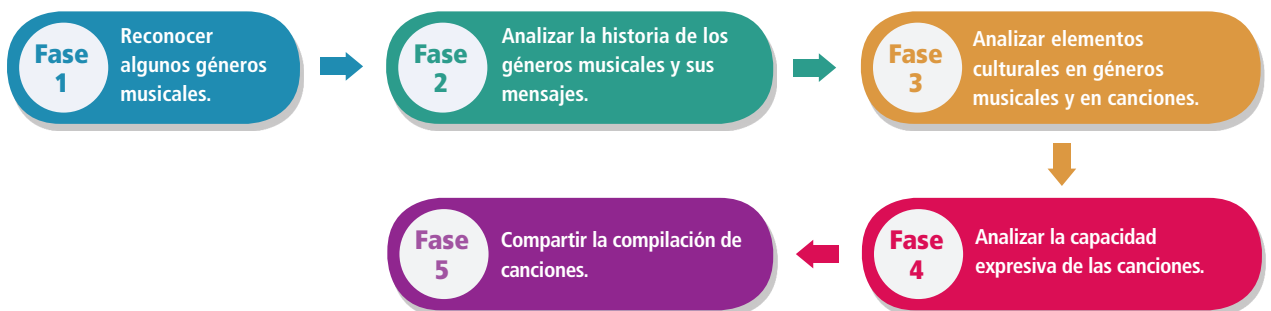 Fase
1
Reconocer
algunos géneros
musicales.
Fase
2
Analizar la historia de los
géneros musicales y sus
mensajes.
Fase
3
Analizar elementos
culturales en géneros
musicales y en canciones.
Fase
4
Analizar la capacidad
expresiva de las canciones.
Fase
5
Compartir la compilación de
canciones.